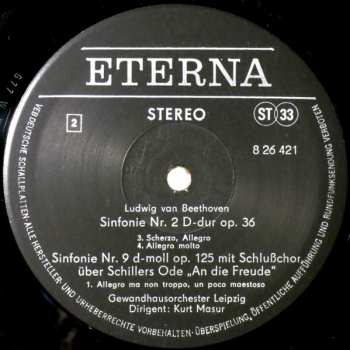 ETERNA
2
STEREO
ST 33
8 26 421
Ludwig van Beethoven
Sinfonie Nr. 2 D-dur op. 36
3. Scherzo, Allegro
4. Allegro molto
Sinfonie Nr. 9 d-moll op. 125 mit Schlußchor
über Schillers Ode „An die Freude“
1. Allegro ma non troppo, un poco maestoso
Gewandhausorchester Leipzig
Dirigent: Kurt Masur
VEB DEUTSCHE SCHALLPLATTEN · ALLE HERSTELLER- UND URHEBERRECHTE VORBEHALTEN · ÜBERSPIELUNG, ÖFFENTLICHE AUFFÜHRUNG UND RUNDFUNKSENDUNG VERBOTEN